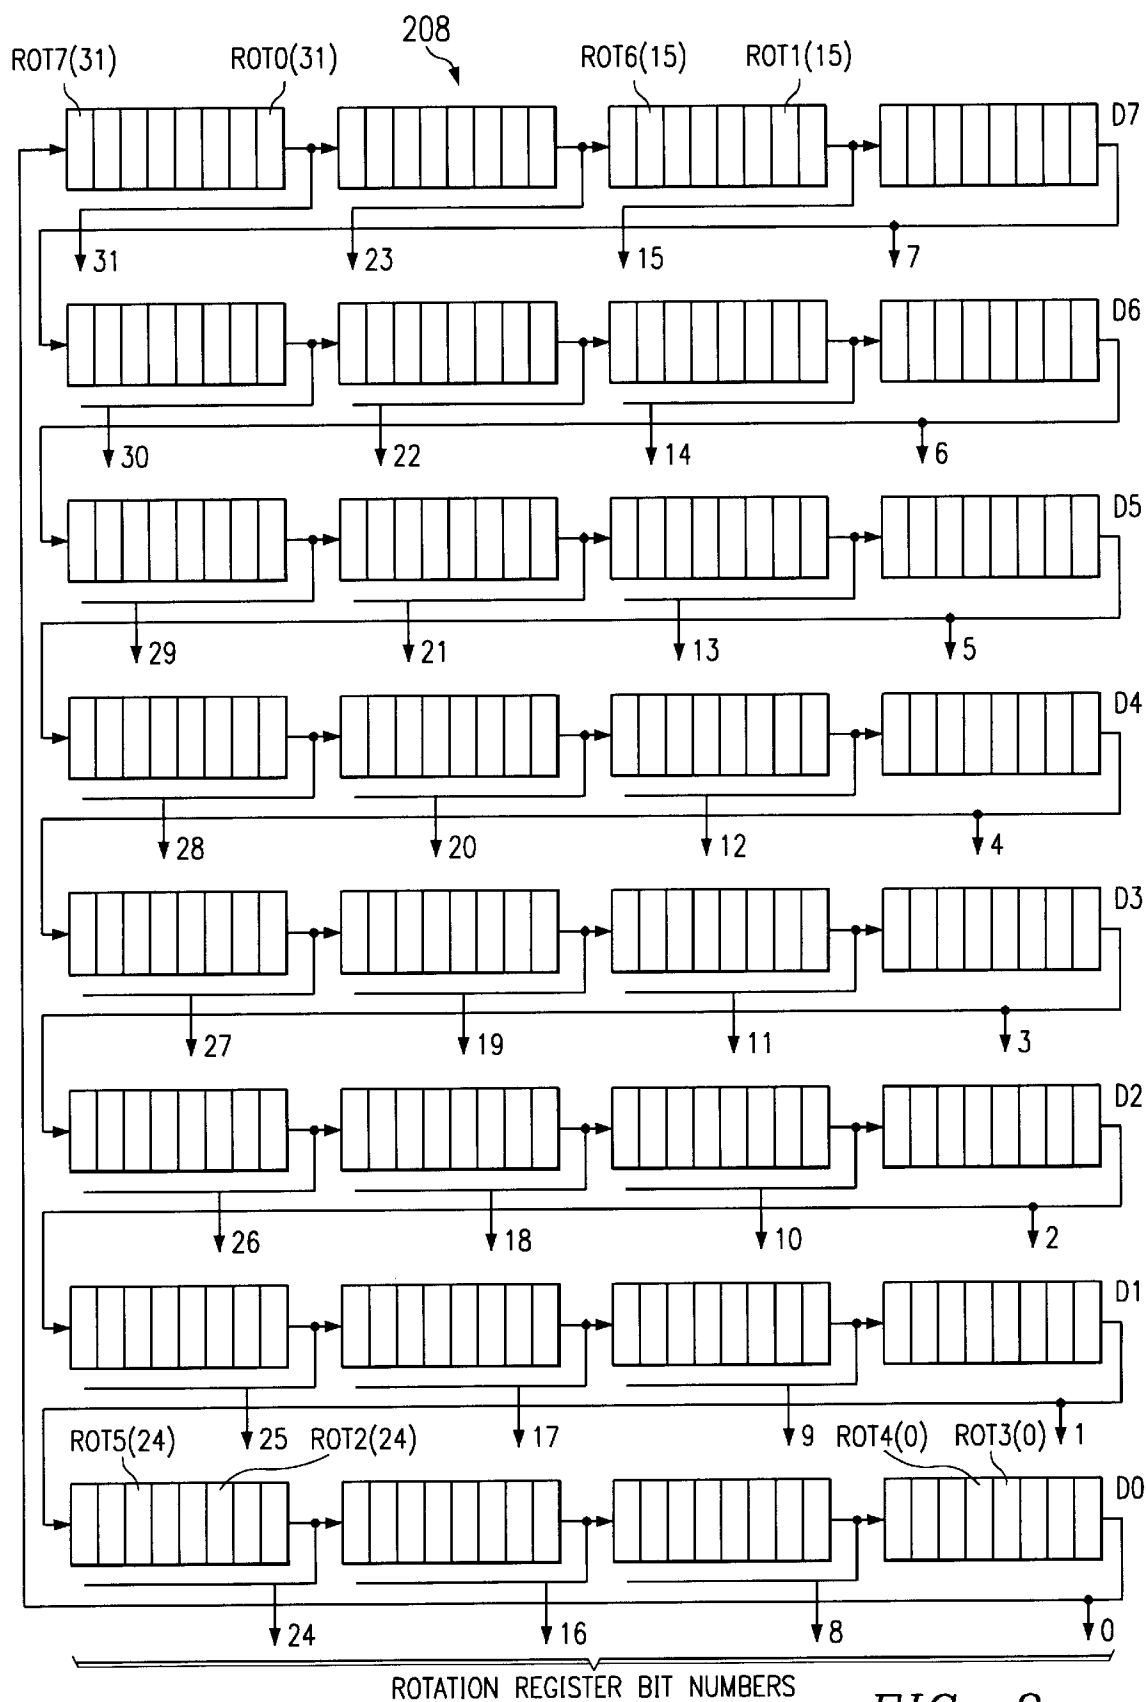 208
ROT7(31) ROT0(31) ROT6(15) ROT1(15)
D7
31 23 15 7
D6
30 22 14 6
D5
29 21 13 5
D4
28 20 12 4
D3
27 19 11 3
D2
26 18 10 2
D1
25 17 9 1
ROT5(24) ROT2(24) ROT4(0) ROT3(0)
D0
24 16 8 0
ROTATION REGISTER BIT NUMBERS